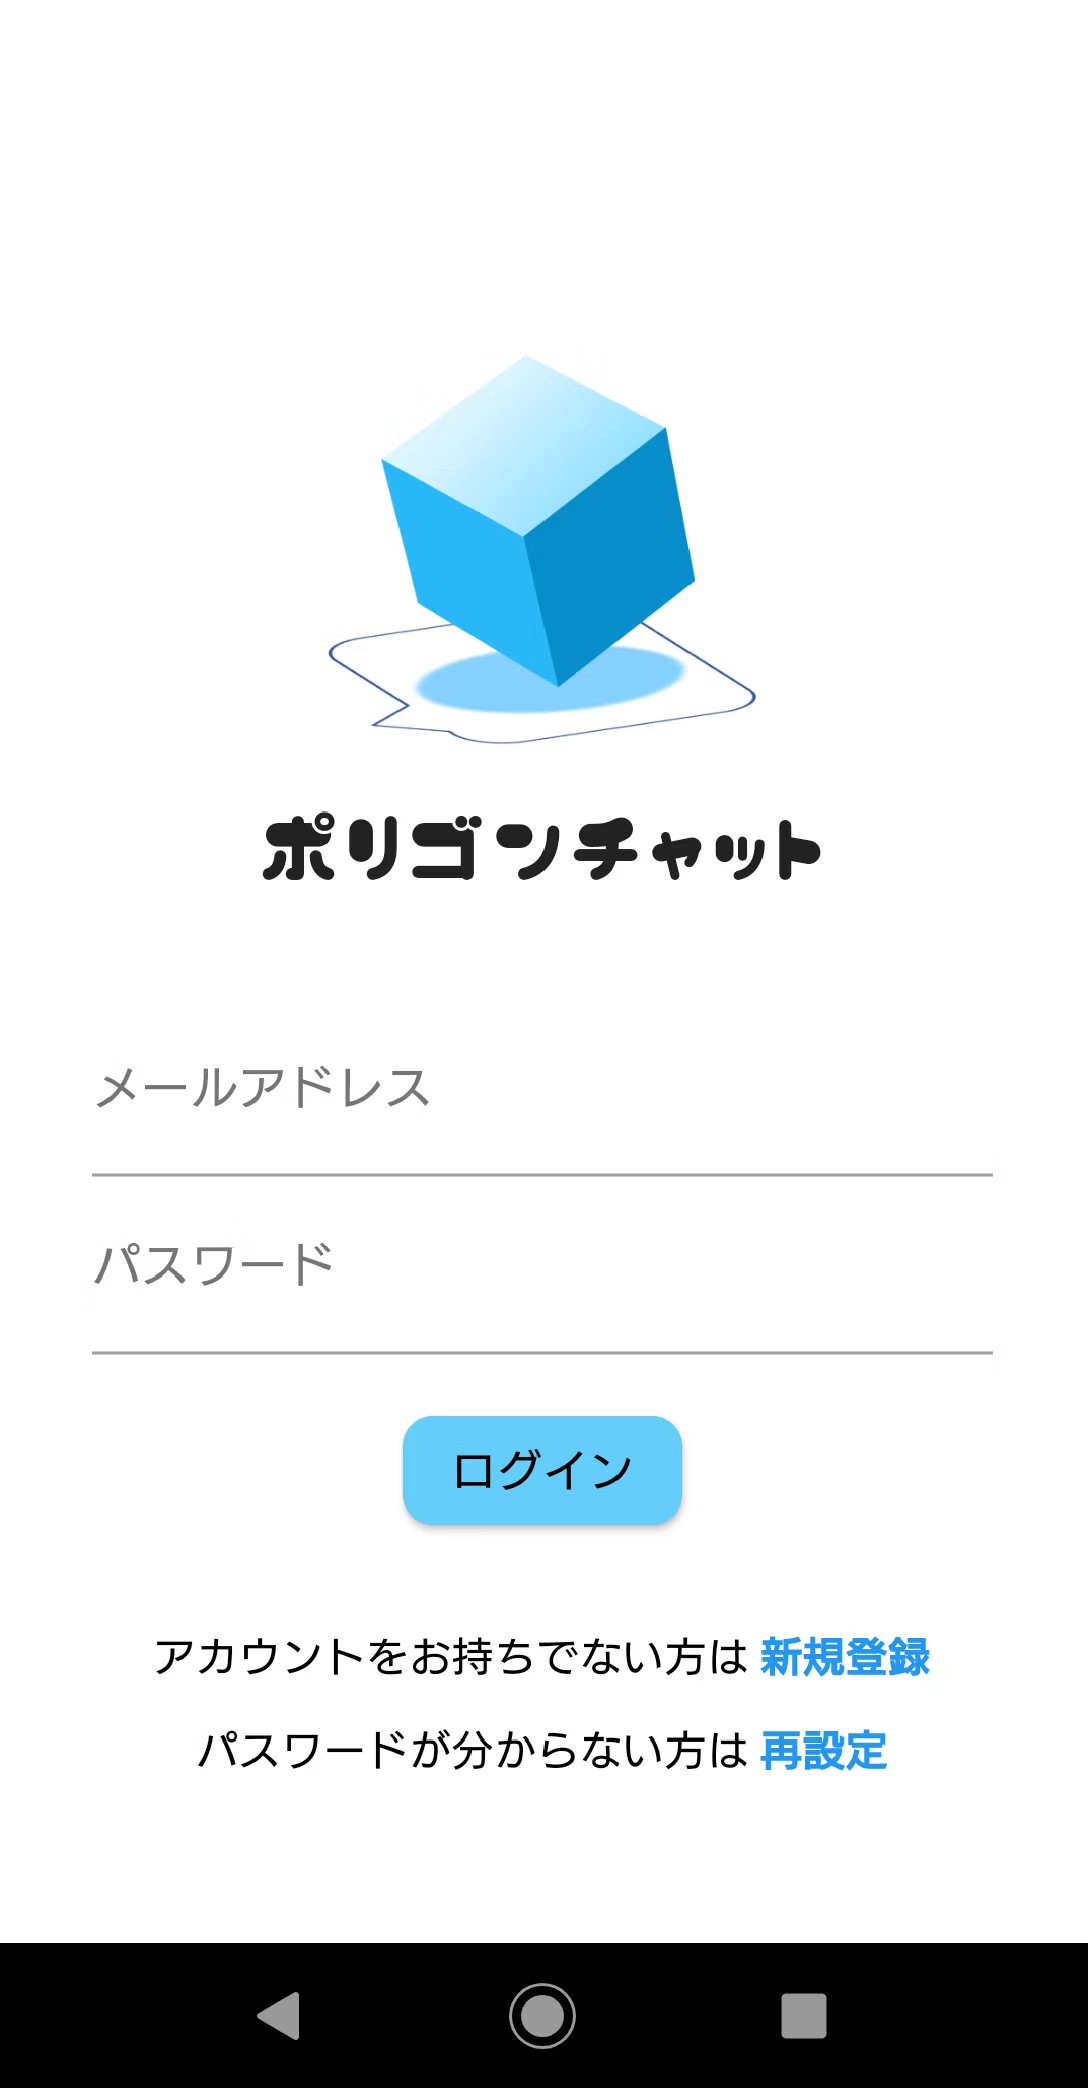 ポリゴンチャット
メールアドレス
パスワード
ログイン
アカウントをお持ちでない方は 新規登録
パスワードが分からない方は 再設定